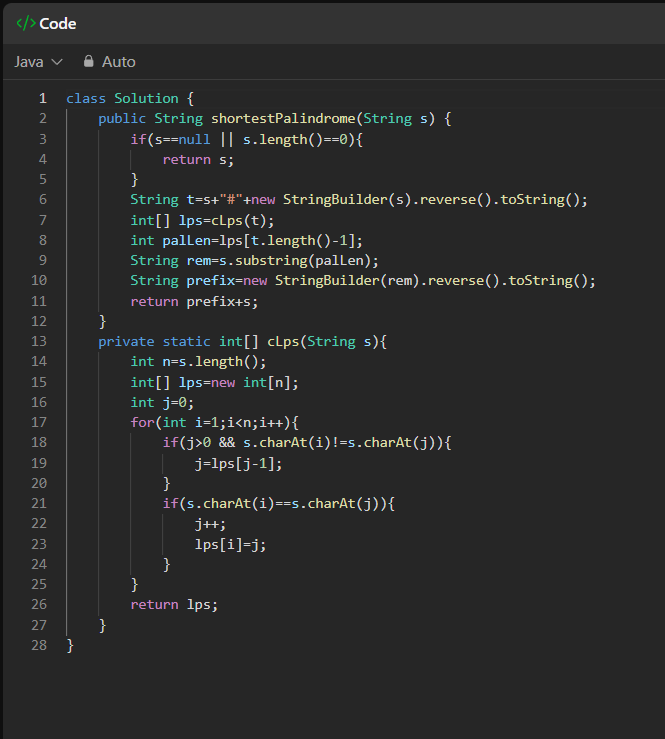 </> Code
Java Auto
1 class Solution {
2     public String shortestPalindrome(String s) {
3         if(s==null || s.length()==0){
4             return s;
5         }
6         String t=s+"#"+new StringBuilder(s).reverse().toString();
7         int[] lps=cLps(t);
8         int palLen=lps[t.length()-1];
9         String rem=s.substring(palLen);
10         String prefix=new StringBuilder(rem).reverse().toString();
11         return prefix+s;
12     }
13     private static int[] cLps(String s){
14         int n=s.length();
15         int[] lps=new int[n];
16         int j=0;
17         for(int i=1;i<n;i++){
18             if(j>0 && s.charAt(i)!=s.charAt(j)){
19                 j=lps[j-1];
20             }
21             if(s.charAt(i)==s.charAt(j)){
22                 j++;
23                 lps[i]=j;
24             }
25         }
26         return lps;
27     }
28 }